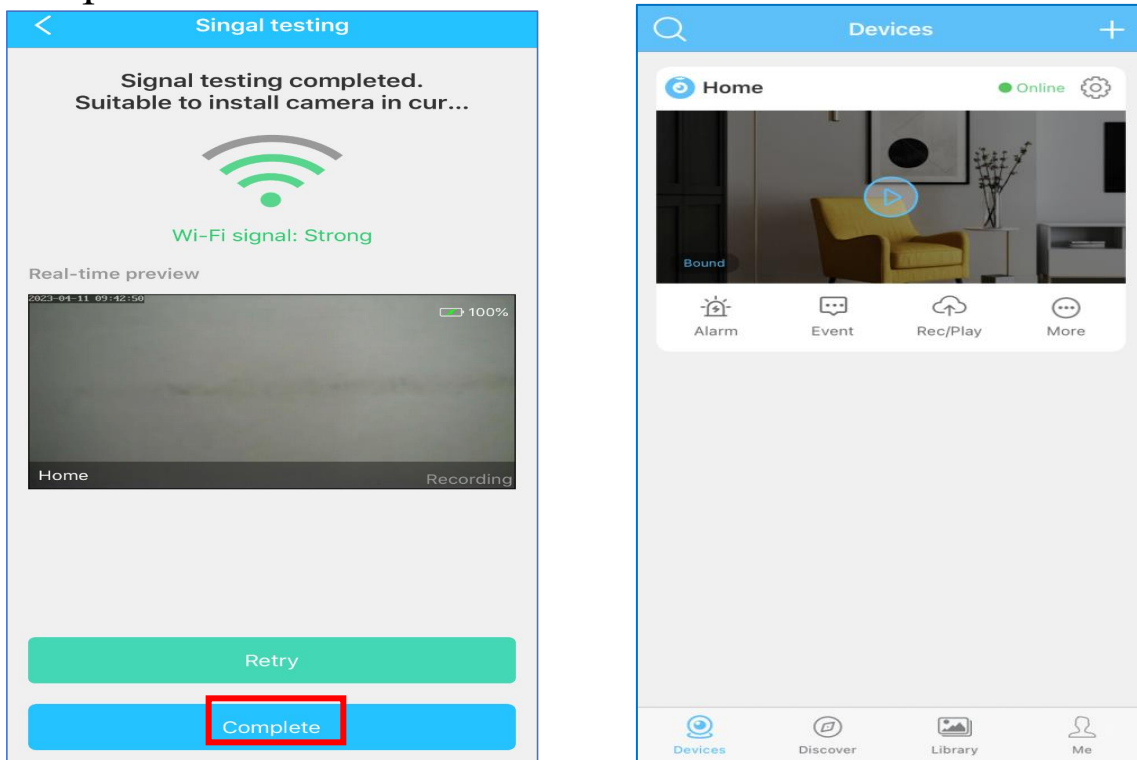 Singal testing
Signal testing completed.
Suitable to install camera in cur...
Wi-Fi signal: Strong
Real-time preview
2023-04-11 09:42:50
100%
Home
Recording
Retry
Complete
Devices
Home
Online
Bound
Alarm
Event
Rec/Play
More
Devices
Discover
Library
Me